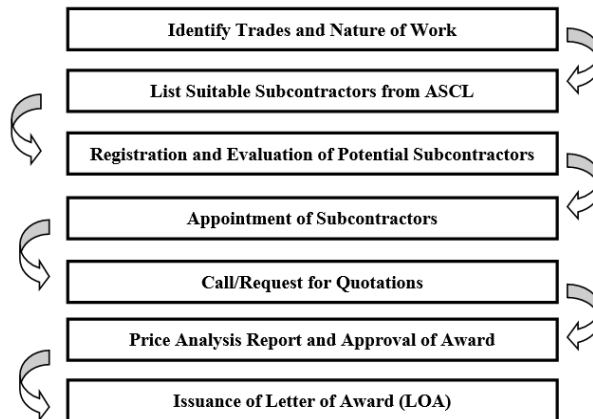 Identify Trades and Nature of Work
List Suitable Subcontractors from ASCL
Registration and Evaluation of Potential Subcontractors
Appointment of Subcontractors
Call/Request for Quotations
Price Analysis Report and Approval of Award
Issuance of Letter of Award (LOA)